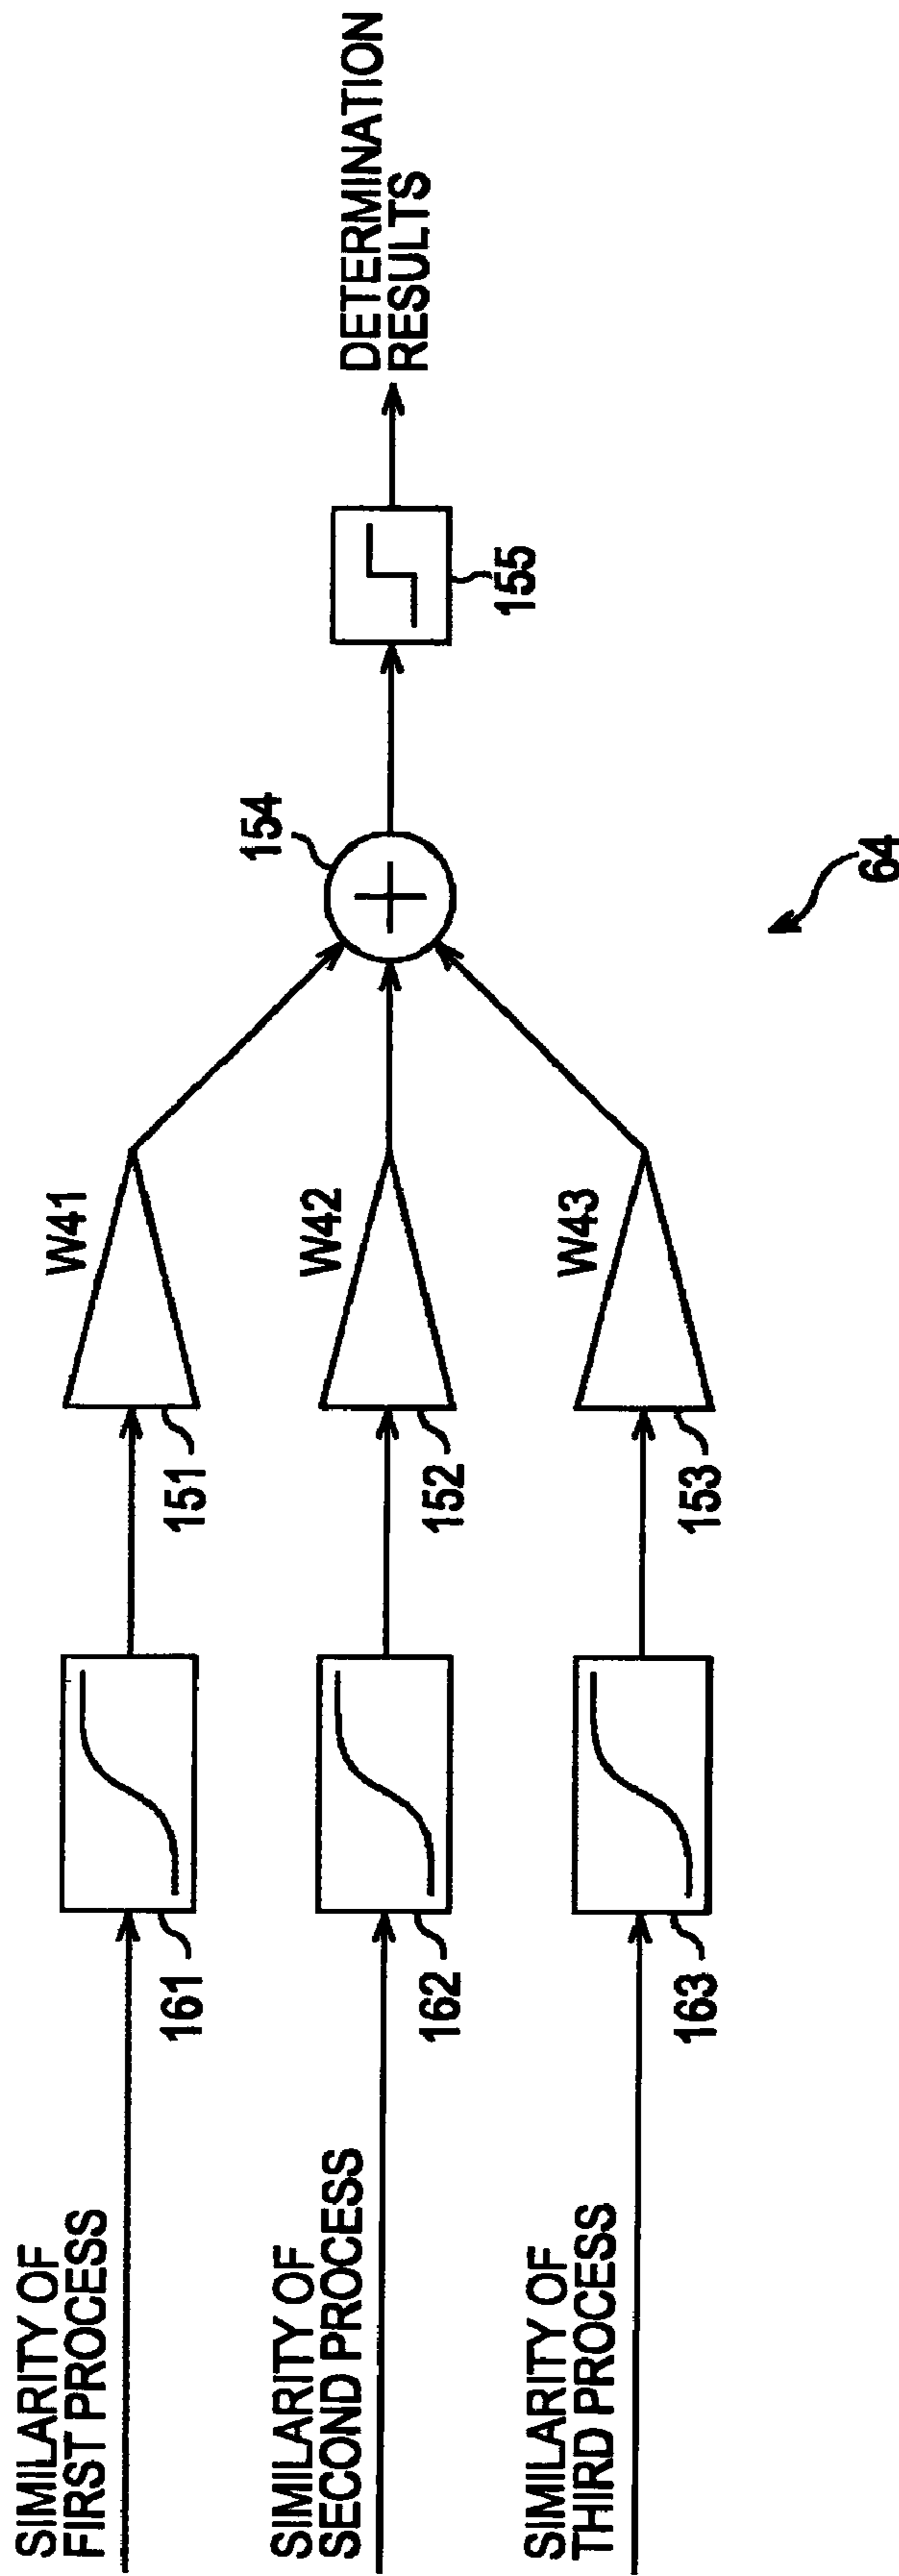 SIMILARITY OF
FIRST PROCESS
161
151
W41
SIMILARITY OF
SECOND PROCESS
162
152
W42
SIMILARITY OF
THIRD PROCESS
163
153
W43
154
155
DETERMINATION
RESULTS
64